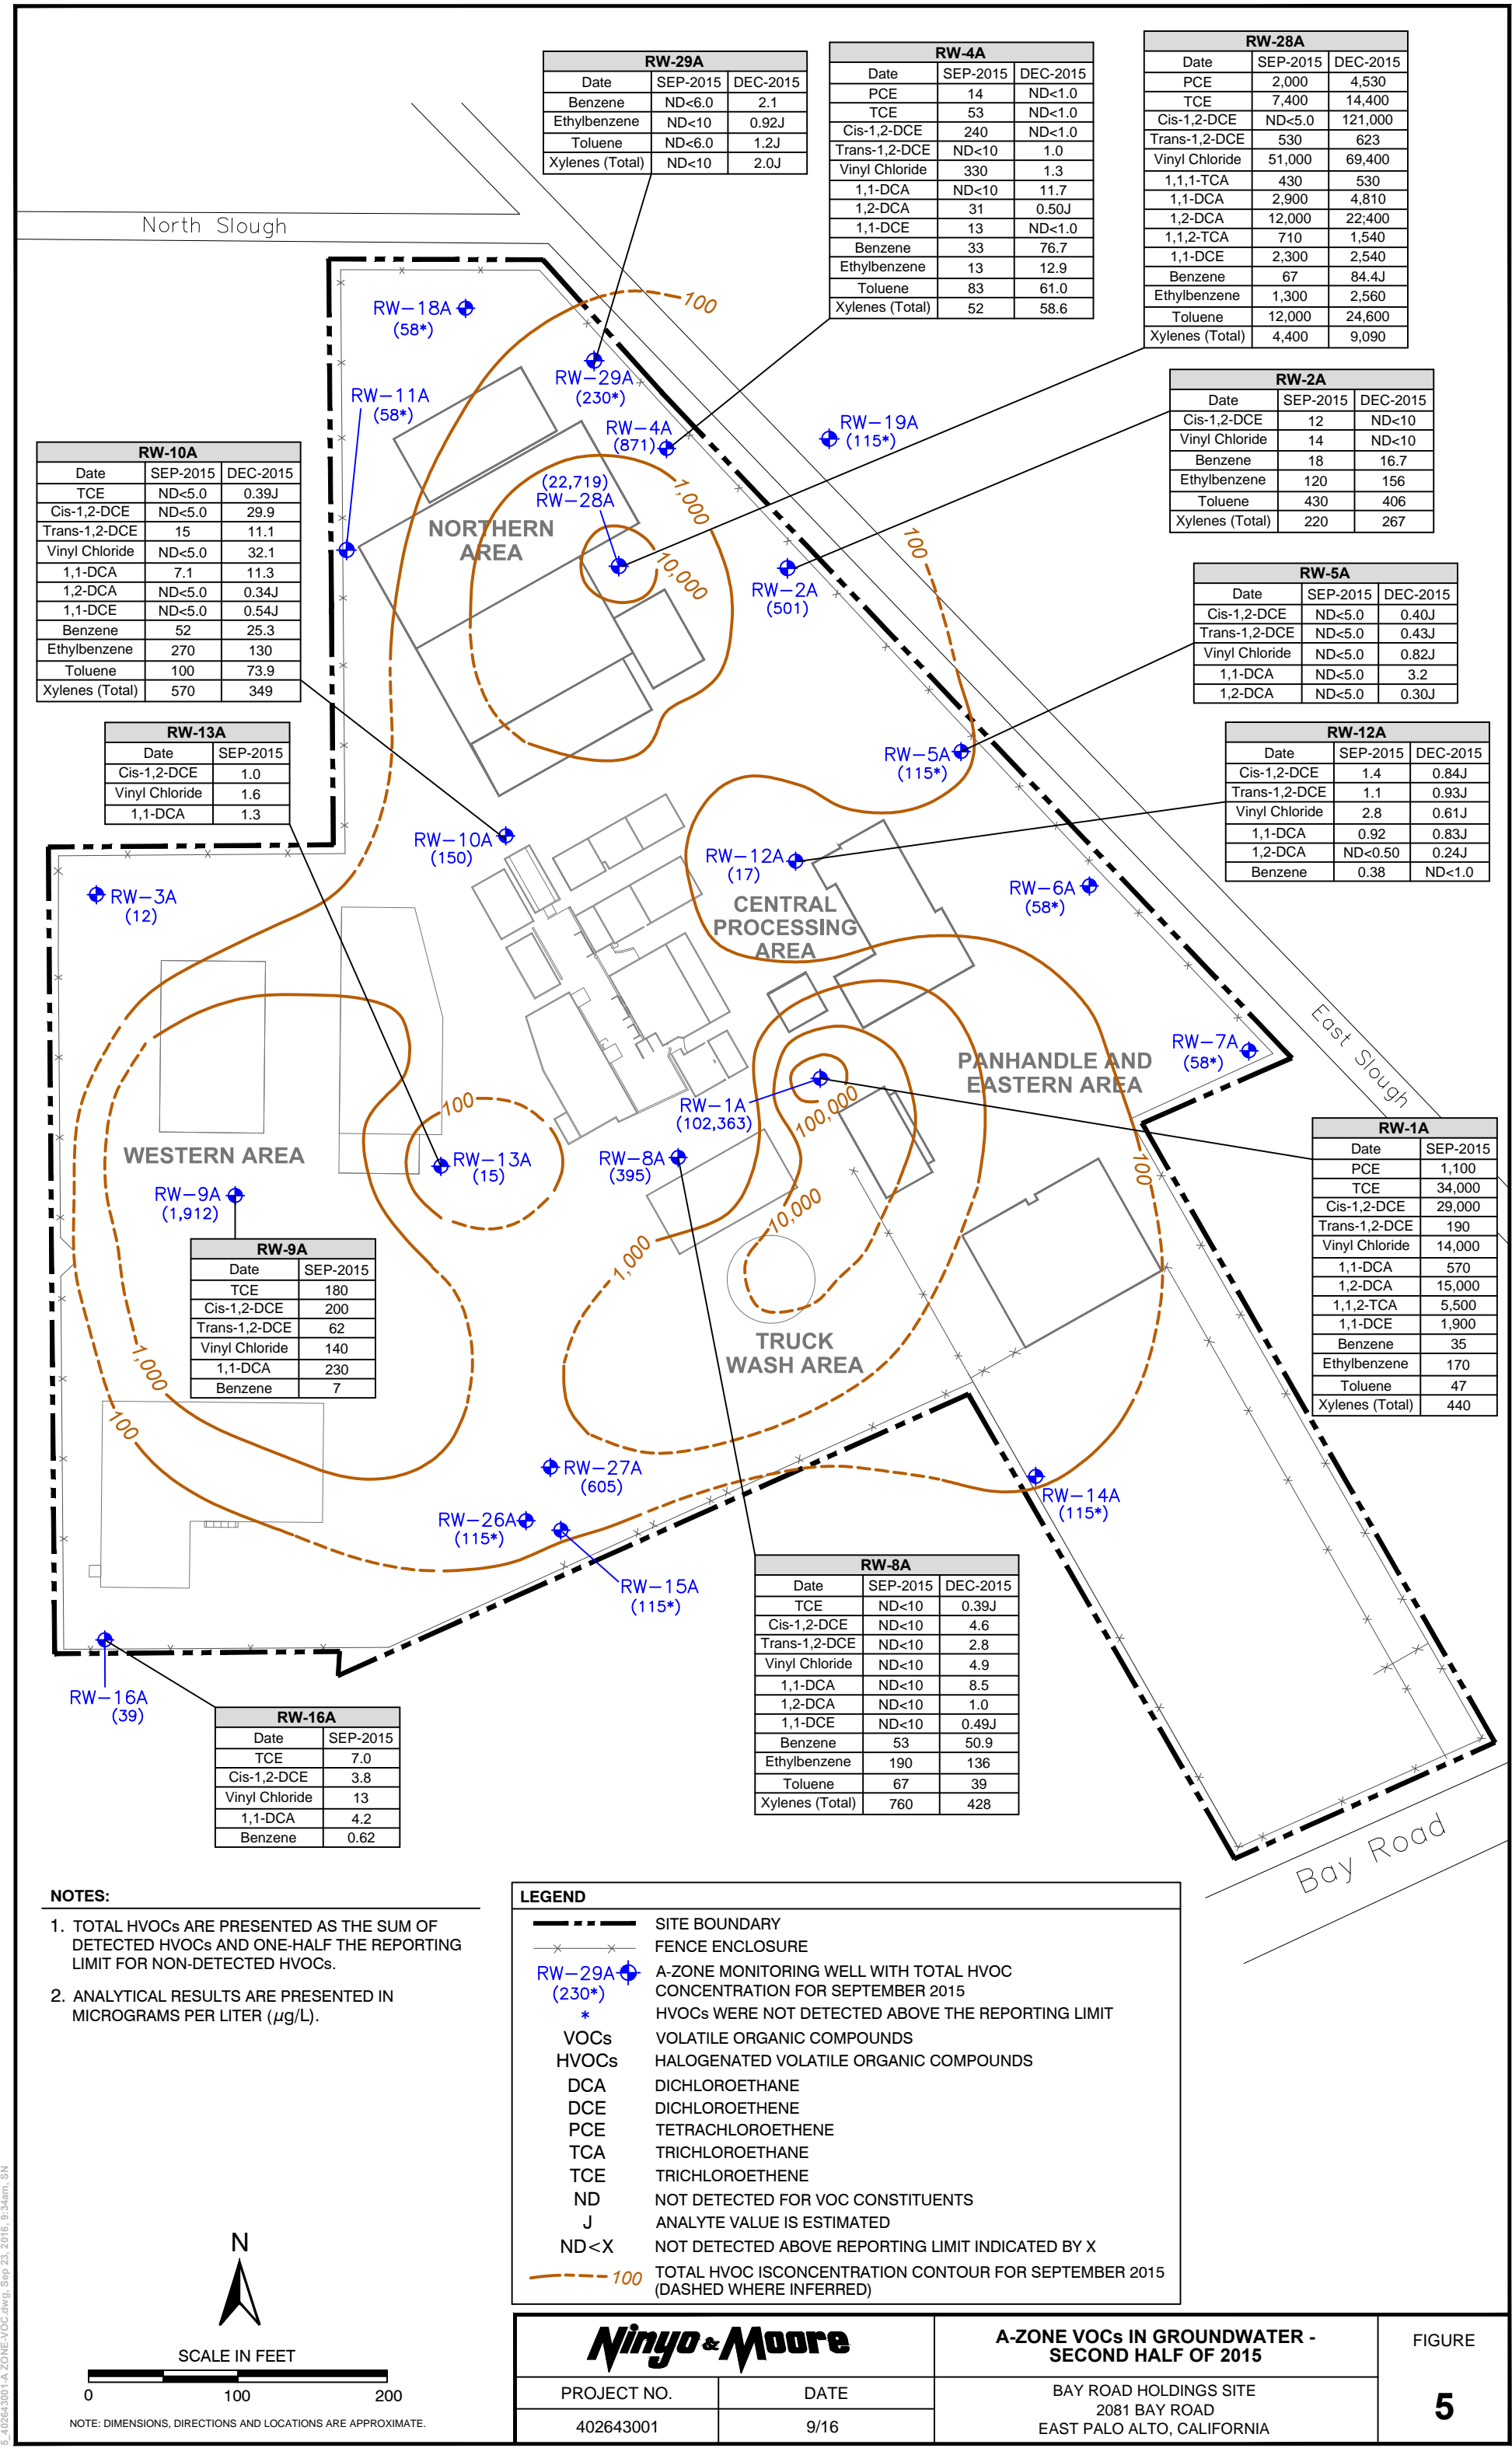 RW-29A
Date SEP-2015 DEC-2015
Benzene ND<6.0 2.1
Ethylbenzene ND<10 0.92J
Toluene ND<6.0 1.2J
Xylenes (Total) ND<10 2.0J
RW-4A
Date SEP-2015 DEC-2015
PCE 14 ND<1.0
TCE 53 ND<1.0
Cis-1,2-DCE 240 ND<1.0
Trans-1,2-DCE ND<10 1.0
Vinyl Chloride 330 1.3
1,1-DCA ND<10 11.7
1,2-DCA 31 0.50J
1,1-DCE 13 ND<1.0
Benzene 33 76.7
Ethylbenzene 13 12.9
Toluene 83 61.0
Xylenes (Total) 52 58.6
RW-28A
Date SEP-2015 DEC-2015
PCE 2,000 4,530
TCE 7,400 14,400
Cis-1,2-DCE ND<5.0 121,000
Trans-1,2-DCE 530 623
Vinyl Chloride 51,000 69,400
1,1,1-TCA 430 530
1,1-DCA 2,900 4,810
1,2-DCA 12,000 22;400
1,1,2-TCA 710 1,540
1,1-DCE 2,300 2,540
Benzene 67 84.4J
Ethylbenzene 1,300 2,560
Toluene 12,000 24,600
Xylenes (Total) 4,400 9,090
North Slough
RW-18A
(58*)
100
RW-29A
(230*)
RW-11A
(58*)
RW-4A
(871)
RW-19A
(115*)
RW-2A
Date SEP-2015 DEC-2015
Cis-1,2-DCE 12 ND<10
Vinyl Chloride 14 ND<10
Benzene 18 16.7
Ethylbenzene 120 156
Toluene 430 406
Xylenes (Total) 220 267
RW-10A
Date SEP-2015 DEC-2015
TCE ND<5.0 0.39J
Cis-1,2-DCE ND<5.0 29.9
Trans-1,2-DCE 15 11.1
Vinyl Chloride ND<5.0 32.1
1,1-DCA 7.1 11.3
1,2-DCA ND<5.0 0.34J
1,1-DCE ND<5.0 0.54J
Benzene 52 25.3
Ethylbenzene 270 130
Toluene 100 73.9
Xylenes (Total) 570 349
(22,719)
RW-28A
1,000
NORTHERN
AREA
10,000
100
RW-2A
(501)
RW-5A
Date SEP-2015 DEC-2015
Cis-1,2-DCE ND<5.0 0.40J
Trans-1,2-DCE ND<5.0 0.43J
Vinyl Chloride ND<5.0 0.82J
1,1-DCA ND<5.0 3.2
1,2-DCA ND<5.0 0.30J
RW-13A
Date SEP-2015
Cis-1,2-DCE 1.0
Vinyl Chloride 1.6
1,1-DCA 1.3
RW-5A
(115*)
RW-12A
Date SEP-2015 DEC-2015
Cis-1,2-DCE 1.4 0.84J
Trans-1,2-DCE 1.1 0.93J
Vinyl Chloride 2.8 0.61J
1,1-DCA 0.92 0.83J
1,2-DCA ND<0.50 0.24J
Benzene 0.38 ND<1.0
RW-10A
(150)
RW-12A
(17)
RW-3A
(12)
RW-6A
(58*)
CENTRAL
PROCESSING
AREA
East Slough
RW-7A
(58*)
PANHANDLE AND
EASTERN AREA
RW-1A
(102,363)
100,000
100
WESTERN AREA
RW-13A
(15)
RW-8A
(395)
100
RW-9A
(1,912)
10,000
1,000
RW-1A
Date SEP-2015
PCE 1,100
TCE 34,000
Cis-1,2-DCE 29,000
Trans-1,2-DCE 190
Vinyl Chloride 14,000
1,1-DCA 570
1,2-DCA 15,000
1,1,2-TCA 5,500
1,1-DCE 1,900
Benzene 35
Ethylbenzene 170
Toluene 47
Xylenes (Total) 440
RW-9A
Date SEP-2015
TCE 180
Cis-1,2-DCE 200
Trans-1,2-DCE 62
Vinyl Chloride 140
1,1-DCA 230
Benzene 7
TRUCK
WASH AREA
1,000
100
RW-27A
(605)
RW-14A
(115*)
RW-26A
(115*)
RW-15A
(115*)
RW-8A
Date SEP-2015 DEC-2015
TCE ND<10 0.39J
Cis-1,2-DCE ND<10 4.6
Trans-1,2-DCE ND<10 2.8
Vinyl Chloride ND<10 4.9
1,1-DCA ND<10 8.5
1,2-DCA ND<10 1.0
1,1-DCE ND<10 0.49J
Benzene 53 50.9
Ethylbenzene 190 136
Toluene 67 39
Xylenes (Total) 760 428
RW-16A
(39)
RW-16A
Date SEP-2015
TCE 7.0
Cis-1,2-DCE 3.8
Vinyl Chloride 13
1,1-DCA 4.2
Benzene 0.62
Bay Road
NOTES:
1. TOTAL HVOCs ARE PRESENTED AS THE SUM OF
DETECTED HVOCs AND ONE-HALF THE REPORTING
LIMIT FOR NON-DETECTED HVOCs.
2. ANALYTICAL RESULTS ARE PRESENTED IN
MICROGRAMS PER LITER (µg/L).
LEGEND
SITE BOUNDARY
FENCE ENCLOSURE
RW-29A A-ZONE MONITORING WELL WITH TOTAL HVOC
(230*) CONCENTRATION FOR SEPTEMBER 2015
* HVOCs WERE NOT DETECTED ABOVE THE REPORTING LIMIT
VOCs VOLATILE ORGANIC COMPOUNDS
HVOCs HALOGENATED VOLATILE ORGANIC COMPOUNDS
DCA DICHLOROETHANE
DCE DICHLOROETHENE
PCE TETRACHLOROETHENE
TCA TRICHLOROETHANE
TCE TRICHLOROETHENE
ND NOT DETECTED FOR VOC CONSTITUENTS
J ANALYTE VALUE IS ESTIMATED
ND<X NOT DETECTED ABOVE REPORTING LIMIT INDICATED BY X
100 TOTAL HVOC ISCONCENTRATION CONTOUR FOR SEPTEMBER 2015
(DASHED WHERE INFERRED)
N
SCALE IN FEET
0 100 200
NOTE: DIMENSIONS, DIRECTIONS AND LOCATIONS ARE APPROXIMATE.
Ninyo & Moore
PROJECT NO. DATE
402643001 9/16
A-ZONE VOCs IN GROUNDWATER -
SECOND HALF OF 2015
BAY ROAD HOLDINGS SITE
2081 BAY ROAD
EAST PALO ALTO, CALIFORNIA
FIGURE
5
5_402643001-A ZONE-VOC.dwg, Sep 23, 2016, 9:34am, SN